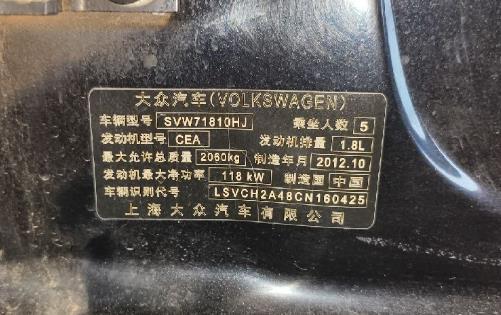 大众汽车(VOLKSWAGEN)
车辆型号 SVW71810HJ 乘坐人数 5
发动机型号 CEA 发动机排量 1.8L
最大允许总质量 2060kg 制造年月 2012.10
发动机最大净功率 118 kW 制造国 中国
车辆识别代号 LSVCH2A48CN160425
上海大众汽车有限公司